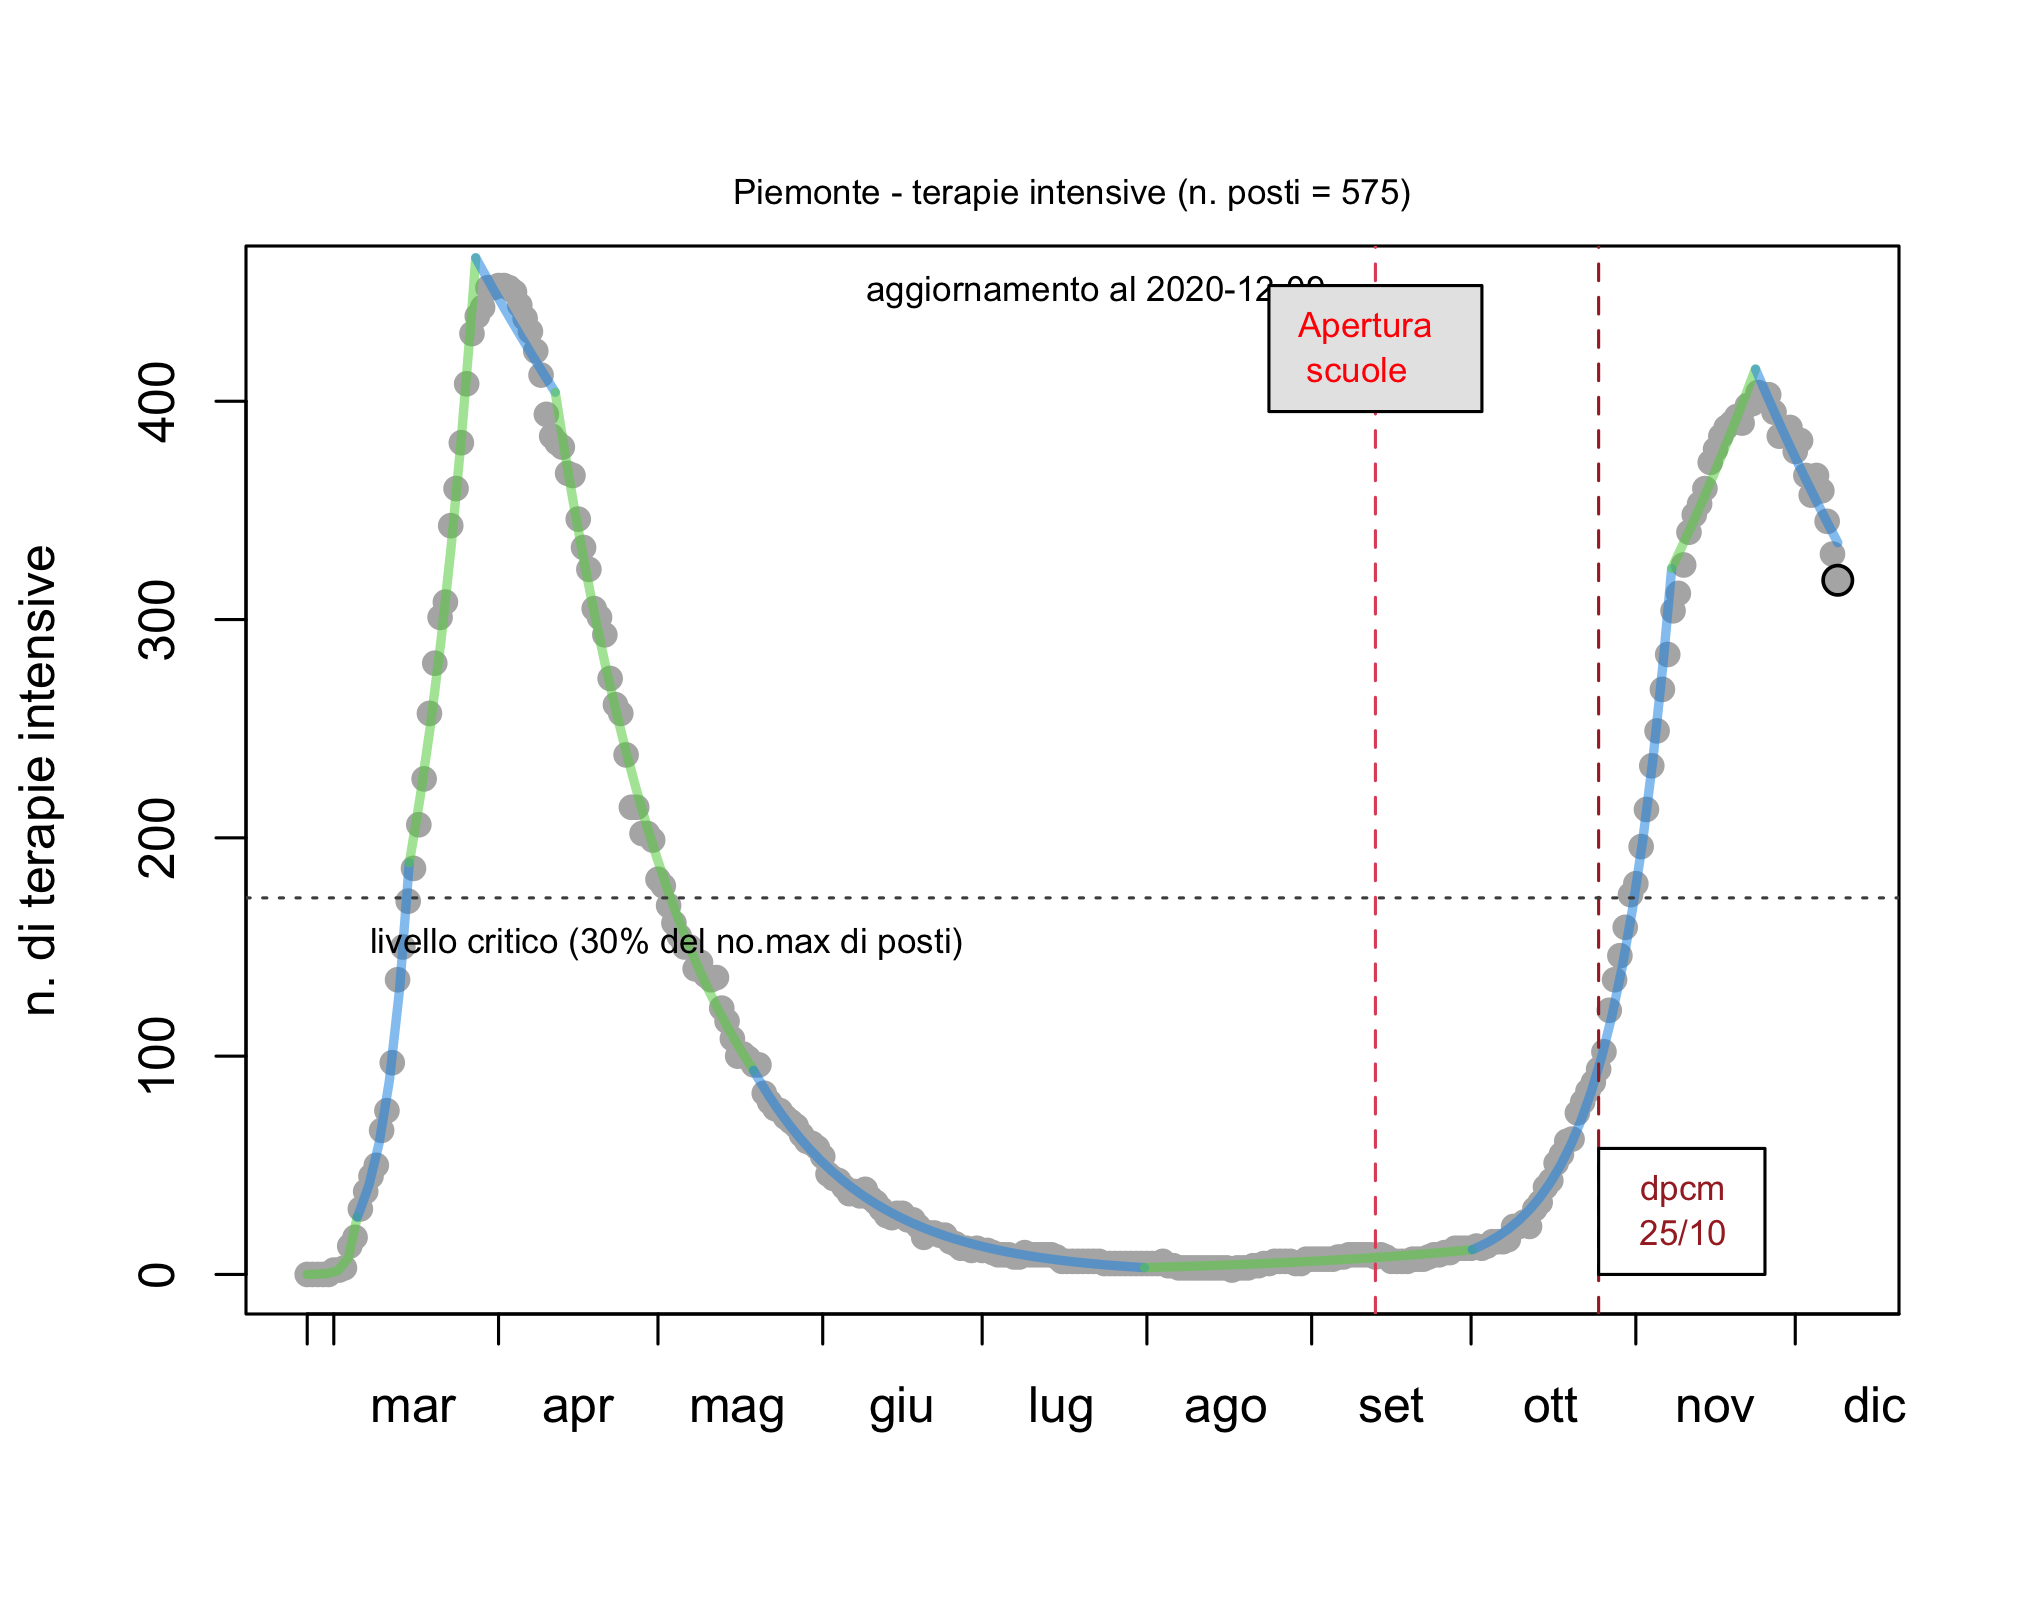 Piemonte - terapie intensive (n. posti = 575)
aggiornamento al 2020-12-09
Apertura
scuole
n. di terapie intensive
400
300
200
100
0
livello critico (30% del no.max di posti)
dpcm
25/10
mar apr mag giu lug ago set ott nov dic